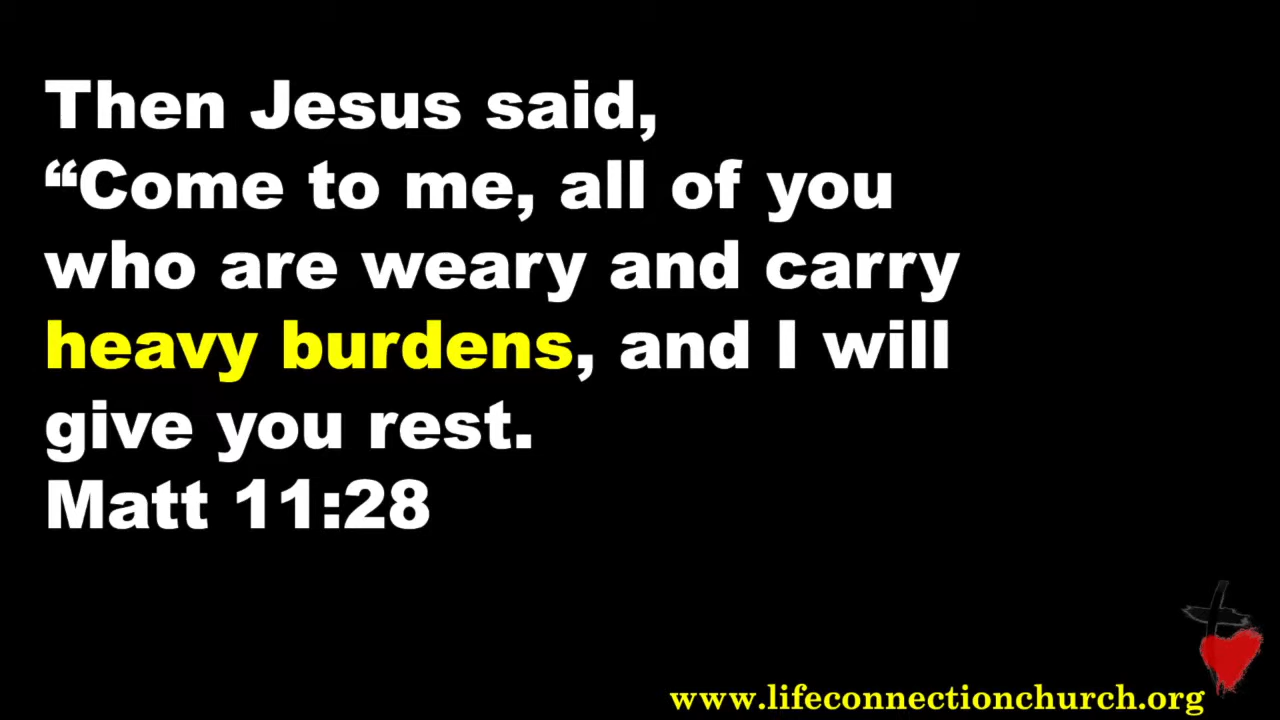 Then Jesus said,
“Come to me, all of you
who are weary and carry
heavy burdens, and I will
give you rest.
Matt 11:28
www.lifeconnectionchurch.org